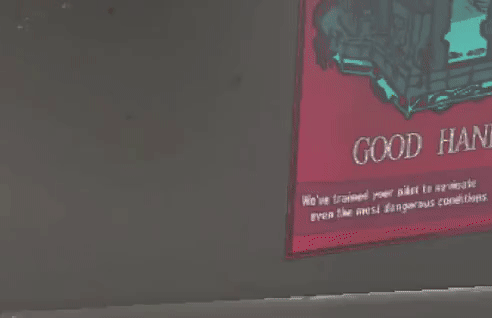 GOOD HAN
We've trained your pilot to navigate
even the most dangerous conditions.